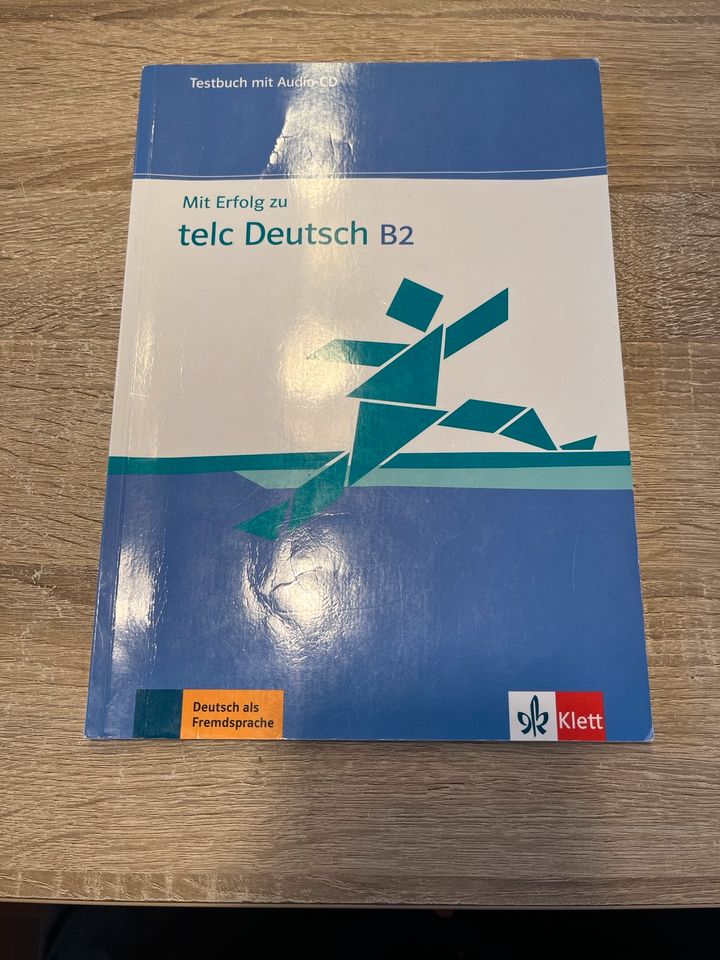 Testbuch mit Audio-CD
Mit Erfolg zu
telc Deutsch B2
Deutsch als
Fremdsprache
Klett